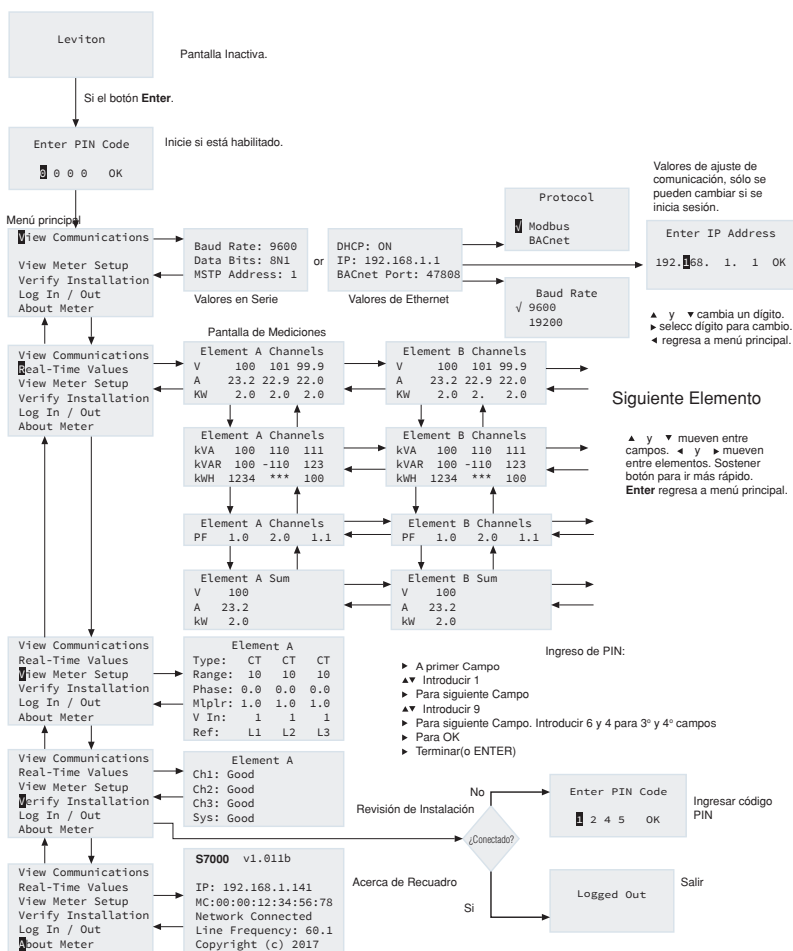 Leviton
Pantalla Inactiva.
Si el botón Enter.
Enter PIN Code
0 0 0 0 OK
Inicie si está habilitado.
Menú principal
View Communications
View Meter Setup
Verify Installation
Log In / Out
About Meter
Baud Rate: 9600
Data Bits: 8N1
MSTP Address: 1
Valores en Serie
or
DHCP: ON
IP: 192.168.1.1
BACnet Port: 47808
Valores de Ethernet
Protocol
√ Modbus
BACnet
Baud Rate
√ 9600
19200
Valores de ajuste de
comunicación, sólo se
pueden cambiar si se
inicia sesión.
Enter IP Address
192.168. 1. 1 OK
▲ y ▼ cambia un dígito.
▶ selecc dígito para cambio.
◀ regresa a menú principal.
View Communications
Real-Time Values
View Meter Setup
Verify Installation
Log In / Out
About Meter
Pantalla de Mediciones
Element A Channels
V 100 101 99.9
A 23.2 22.9 22.0
KW 2.0 2.0 2.0
Element B Channels
V 100 101 99.9
A 23.2 22.9 22.0
KW 2.0 2. 2.0
Siguiente Elemento
▲ y ▼ mueven entre
campos. ◀ y ▶ mueven
entre elementos. Sostener
botón para ir más rápido.
Enter regresa a menú principal.
Element A Channels
kVA 100 110 111
kVAR 100 -110 123
kWH 1234 *** 100
Element B Channels
kVA 100 110 111
kVAR 100 -110 123
kWH 1234 *** 100
Element A Channels
PF 1.0 2.0 1.1
Element B Channels
PF 1.0 2.0 1.1
Element A Sum
V 100
A 23.2
kW 2.0
Element B Sum
V 100
A 23.2
kW 2.0
View Communications
Real-Time Values
View Meter Setup
Verify Installation
Log In / Out
About Meter
Element A
Type: CT CT CT
Range: 10 10 10
Phase: 0.0 0.0 0.0
Mlplr: 1.0 1.0 1.0
V In: 1 1 1
Ref: L1 L2 L3
Ingreso de PIN:
▶ A primer Campo
▲▼ Introducir 1
▶ Para siguiente Campo
▲▼ Introducir 9
▶ Para siguiente Campo. Introducir 6 y 4 para 3º y 4º campos
▶ Para OK
▶ Terminar(o ENTER)
View Communications
Real-Time Values
View Meter Setup
Verify Installation
Log In / Out
About Meter
Element A
Ch1: Good
Ch2: Good
Ch3: Good
Sys: Good
Revisión de Instalación
¿Conectado?
No
Enter PIN Code
1 2 4 5 OK
Ingresar código
PIN
Si
Logged Out
Salir
View Communications
Real-Time Values
View Meter Setup
Verify Installation
Log In / Out
About Meter
S7000 v1.011b
IP: 192.168.1.141
MC:00:00:12:34:56:78
Network Connected
Line Frequency: 60.1
Copyright (c) 2017
Acerca de Recuadro